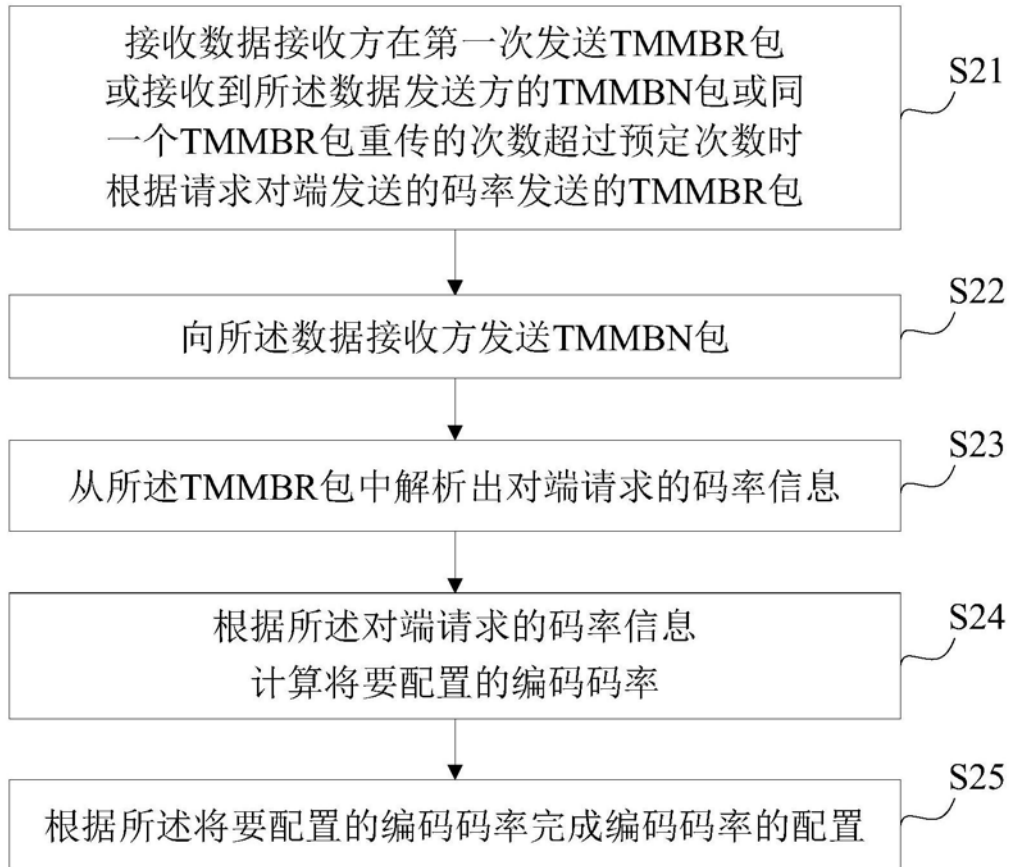 接收数据接收方在第一次发送TMMBR包
或接收到所述数据发送方的TMMBN包或同
一个TMMBR包重传的次数超过预定次数时
根据请求对端发送的码率发送的TMMBR包
S21
向所述数据接收方发送TMMBN包
S22
从所述TMMBR包中解析出对端请求的码率信息
S23
根据所述对端请求的码率信息
计算将要配置的编码码率
S24
根据所述将要配置的编码码率完成编码码率的配置
S25